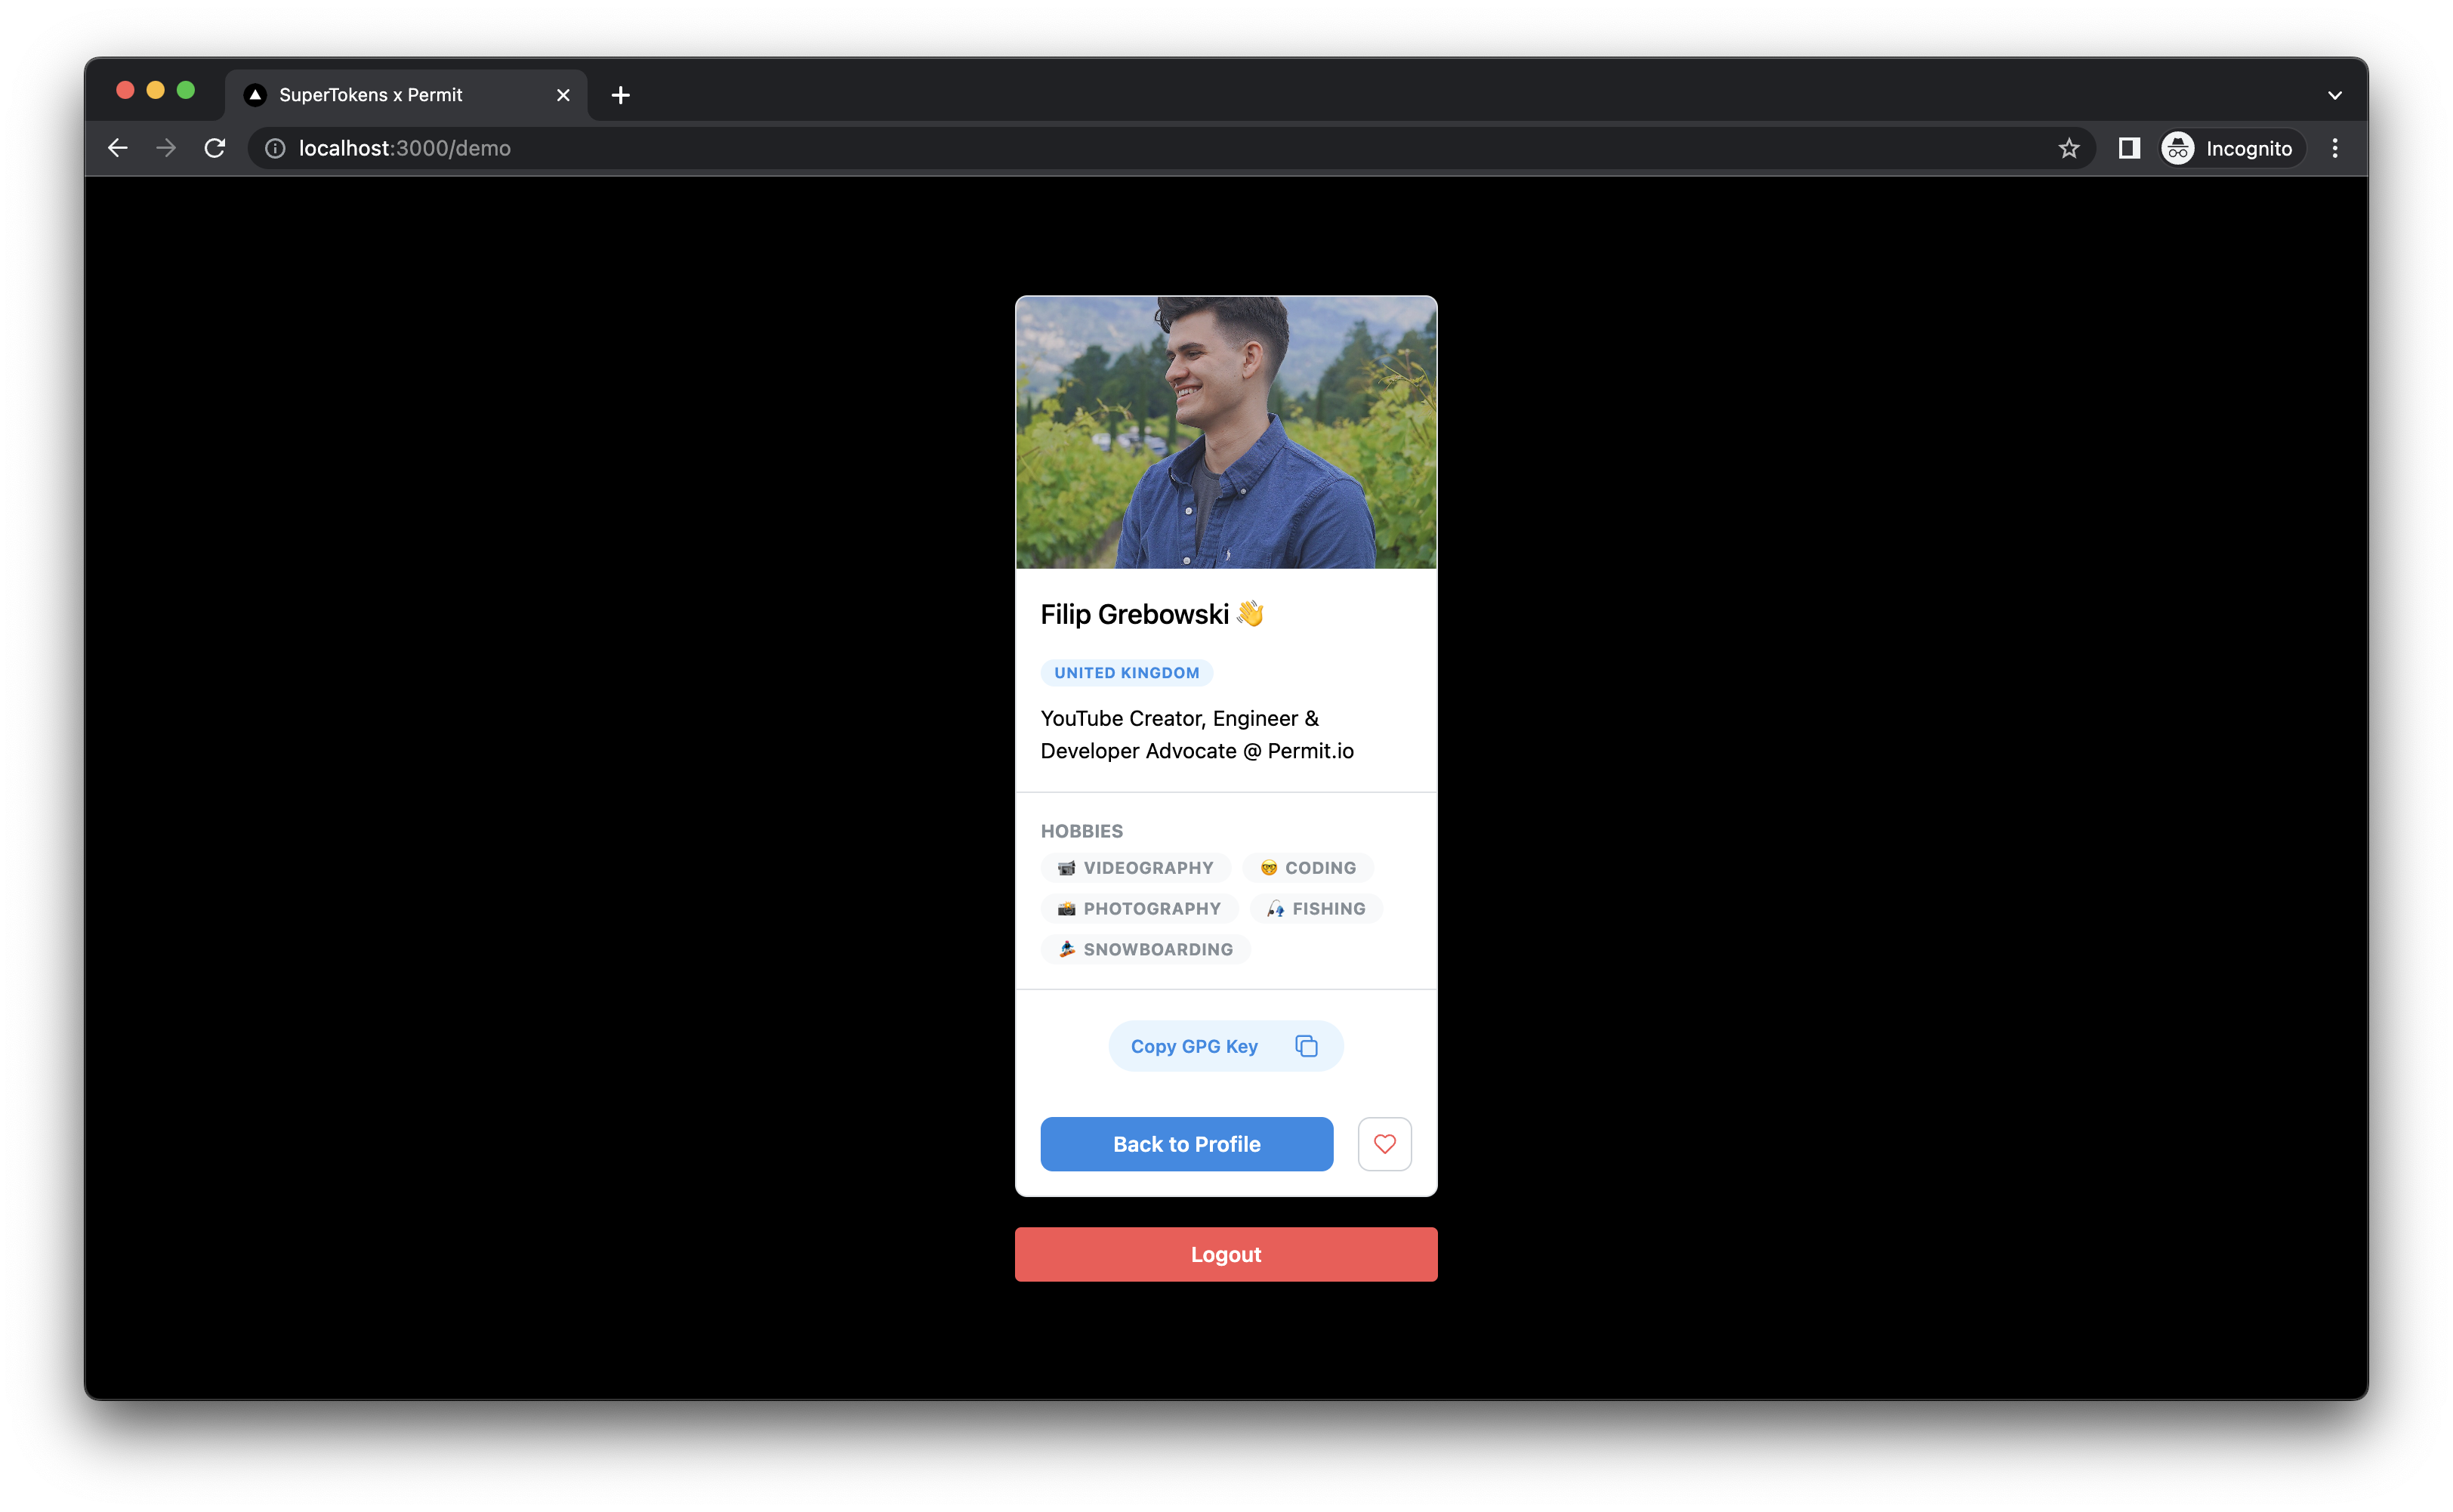 SuperTokens x Permit
localhost:3000/demo
Incognito
Filip Grebowski 👋
UNITED KINGDOM
YouTube Creator, Engineer &
Developer Advocate @ Permit.io
HOBBIES
📹 VIDEOGRAPHY 🤓 CODING
📸 PHOTOGRAPHY 🎣 FISHING
🏂 SNOWBOARDING
Copy GPG Key
Back to Profile
Logout